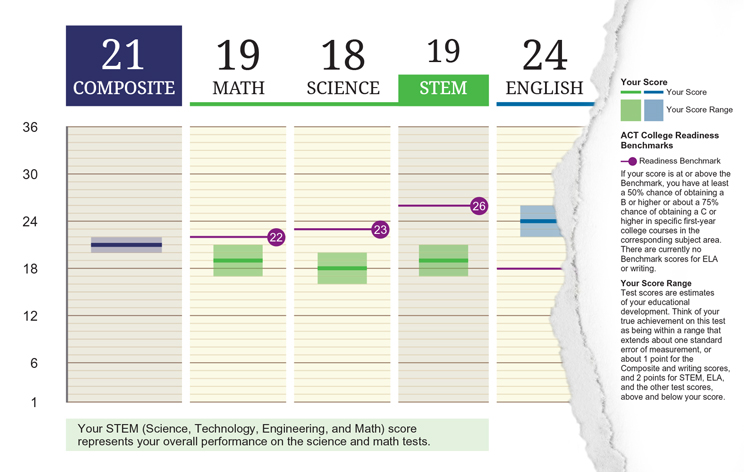 21
COMPOSITE
19
MATH
18
SCIENCE
19
STEM
24
ENGLISH
36
30
24
18
12
6
1
22
23
26
Your STEM (Science, Technology, Engineering, and Math) score
represents your overall performance on the science and math tests.
Your Score
Your Score
Your Score Range
ACT College Readiness
Benchmarks
Readiness Benchmark
If your score is at or above the
Benchmark, you have at least
a 50% chance of obtaining a
B or higher or about a 75%
chance of obtaining a C or
higher in specific first-year
college courses in the
corresponding subject area.
There are currently no
Benchmark scores for ELA
or writing.
Your Score Range
Test scores are estimates
of your educational
development. Think of your
true achievement on this test
as being within a range that
extends about one standard
error of measurement, or
about 1 point for the
Composite and writing scores,
and 2 points for STEM, ELA,
and the other test scores,
above and below your score.